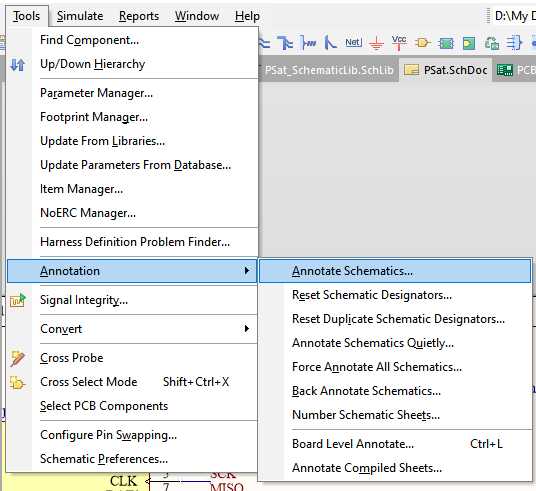 Tools Simulate Reports Window Help
D:\My D
Net Vcc
PSat_SchematicLib.SchLib PSat.SchDoc PCB
Find Component...
Up/Down Hierarchy
Parameter Manager...
Footprint Manager...
Update From Libraries...
Update Parameters From Database...
Item Manager...
NoERC Manager...
Harness Definition Problem Finder...
Annotation
Signal Integrity...
Convert
Cross Probe
Cross Select Mode Shift+Ctrl+X
Select PCB Components
Configure Pin Swapping...
Schematic Preferences...
Annotate Schematics...
Reset Schematic Designators...
Reset Duplicate Schematic Designators...
Annotate Schematics Quietly...
Force Annotate All Schematics...
Back Annotate Schematics...
Number Schematic Sheets...
Board Level Annotate... Ctrl+L
Annotate Compiled Sheets...
CLK 5 SCK
7 MISO